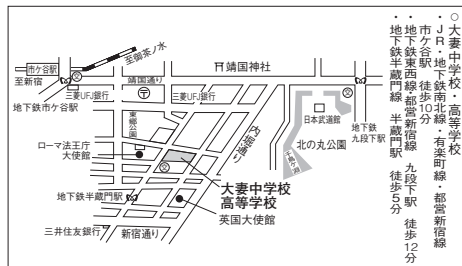 ○大妻中学校・高等学校
・JR・地下鉄南北線・有楽町線・都営新宿線
市ケ谷駅 徒歩10分
・地下鉄東西線・都営新宿線 九段下駅 徒歩12分
・地下鉄半蔵門線 半蔵門駅 徒歩5分
至御茶ノ水
市ケ谷駅
至新宿
靖国神社
靖国通り
三菱UFJ銀行
三菱UFJ銀行
地下鉄市ケ谷駅
日本武道館
地下鉄
九段下駅
内堀通り
東郷公園
北の丸公園
千鳥ヶ淵
ローマ法王庁
大使館
大妻中学校
高等学校
地下鉄半蔵門駅
英国大使館
三井住友銀行
新宿通り